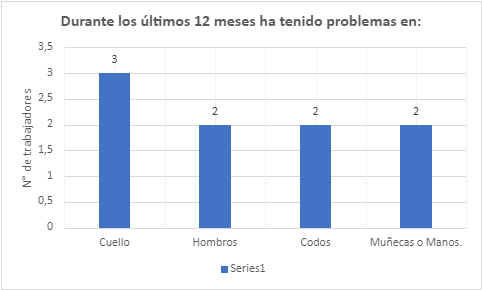 Durante los últimos 12 meses ha tenido problemas en:
N° de trabajadores
3,5
3
2,5
2
1,5
1
0,5
0
3
2
2
2
Cuello
Hombros
Codos
Muñecas o Manos.
Series1